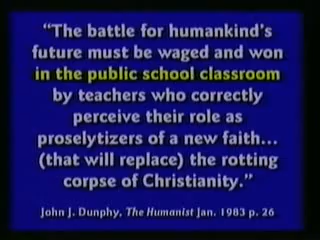 “The battle for humankind’s
future must be waged and won
in the public school classroom
by teachers who correctly
perceive their role as
proselytizers of a new faith...
(that will replace) the rotting
corpse of Christianity.”
John J. Dunphy, The Humanist Jan. 1983 p. 26